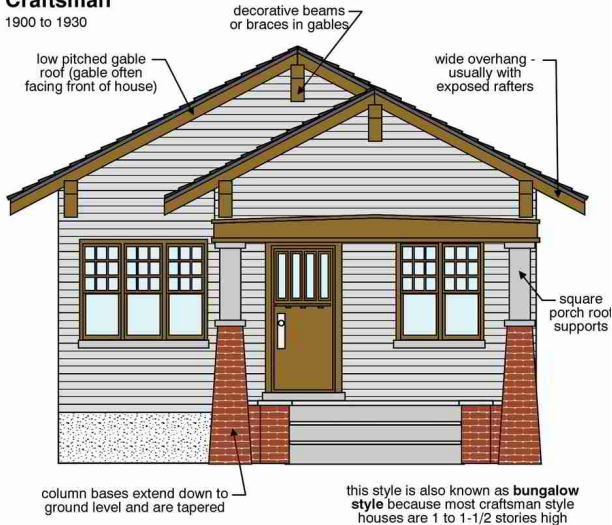 Craftsman
1900 to 1930
decorative beams
or braces in gables
low pitched gable
roof (gable often
facing front of house)
wide overhang -
usually with
exposed rafters
square
porch roof
supports
column bases extend down to
ground level and are tapered
this style is also known as bungalow
style because most craftsman style
houses are 1 to 1-1/2 stories high